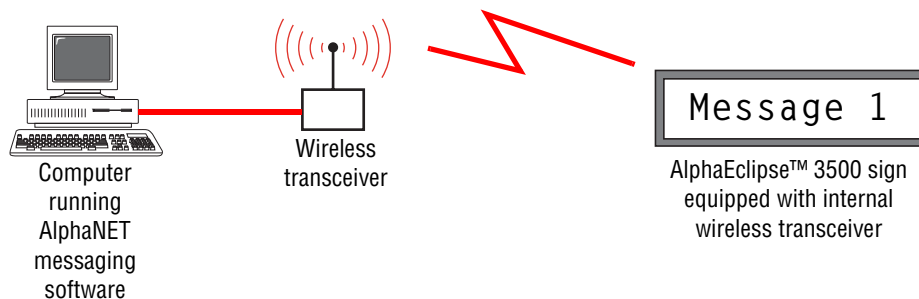 Computer
running
AlphaNET
messaging
software
Wireless
transceiver
Message 1
AlphaEclipse™ 3500 sign
equipped with internal
wireless transceiver